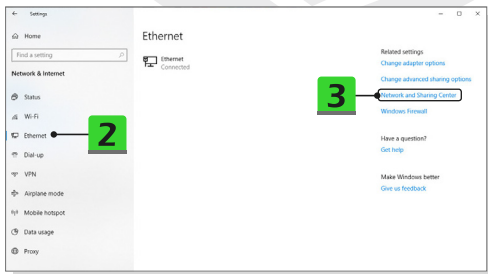 Settings
Home
Find a setting
Network & Internet
Status
Wi-Fi
Ethernet
Dial-up
VPN
Airplane mode
Mobile hotspot
Data usage
Proxy
2
Ethernet
Ethernet
Connected
3
Related settings
Change adapter options
Change advanced sharing options
Network and Sharing Center
Windows Firewall
Have a question?
Get help
Make Windows better
Give us feedback